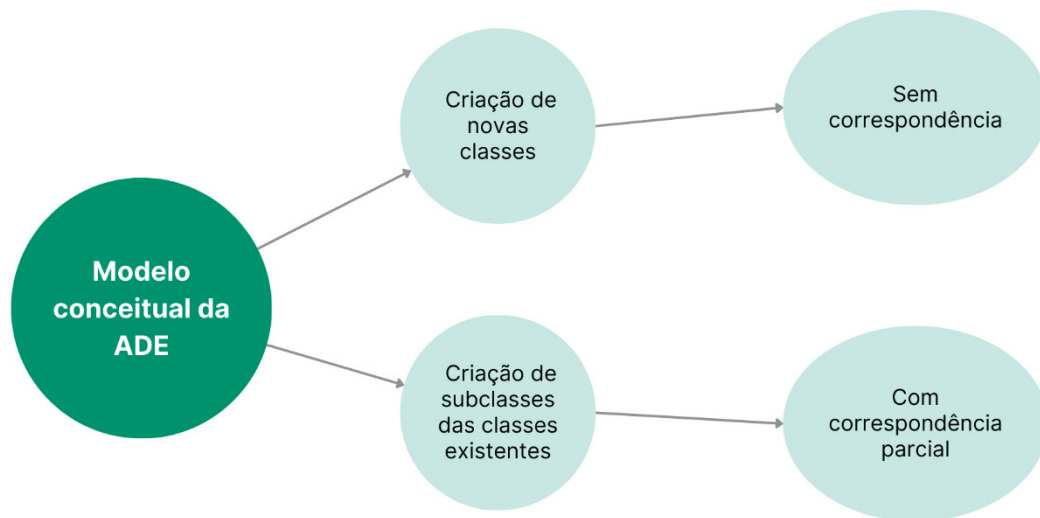 Modelo
conceitual da
ADE
Criação de
novas
classes
Sem
correspondência
Criação de
subclasses
das classes
existentes
Com
correspondência
parcial